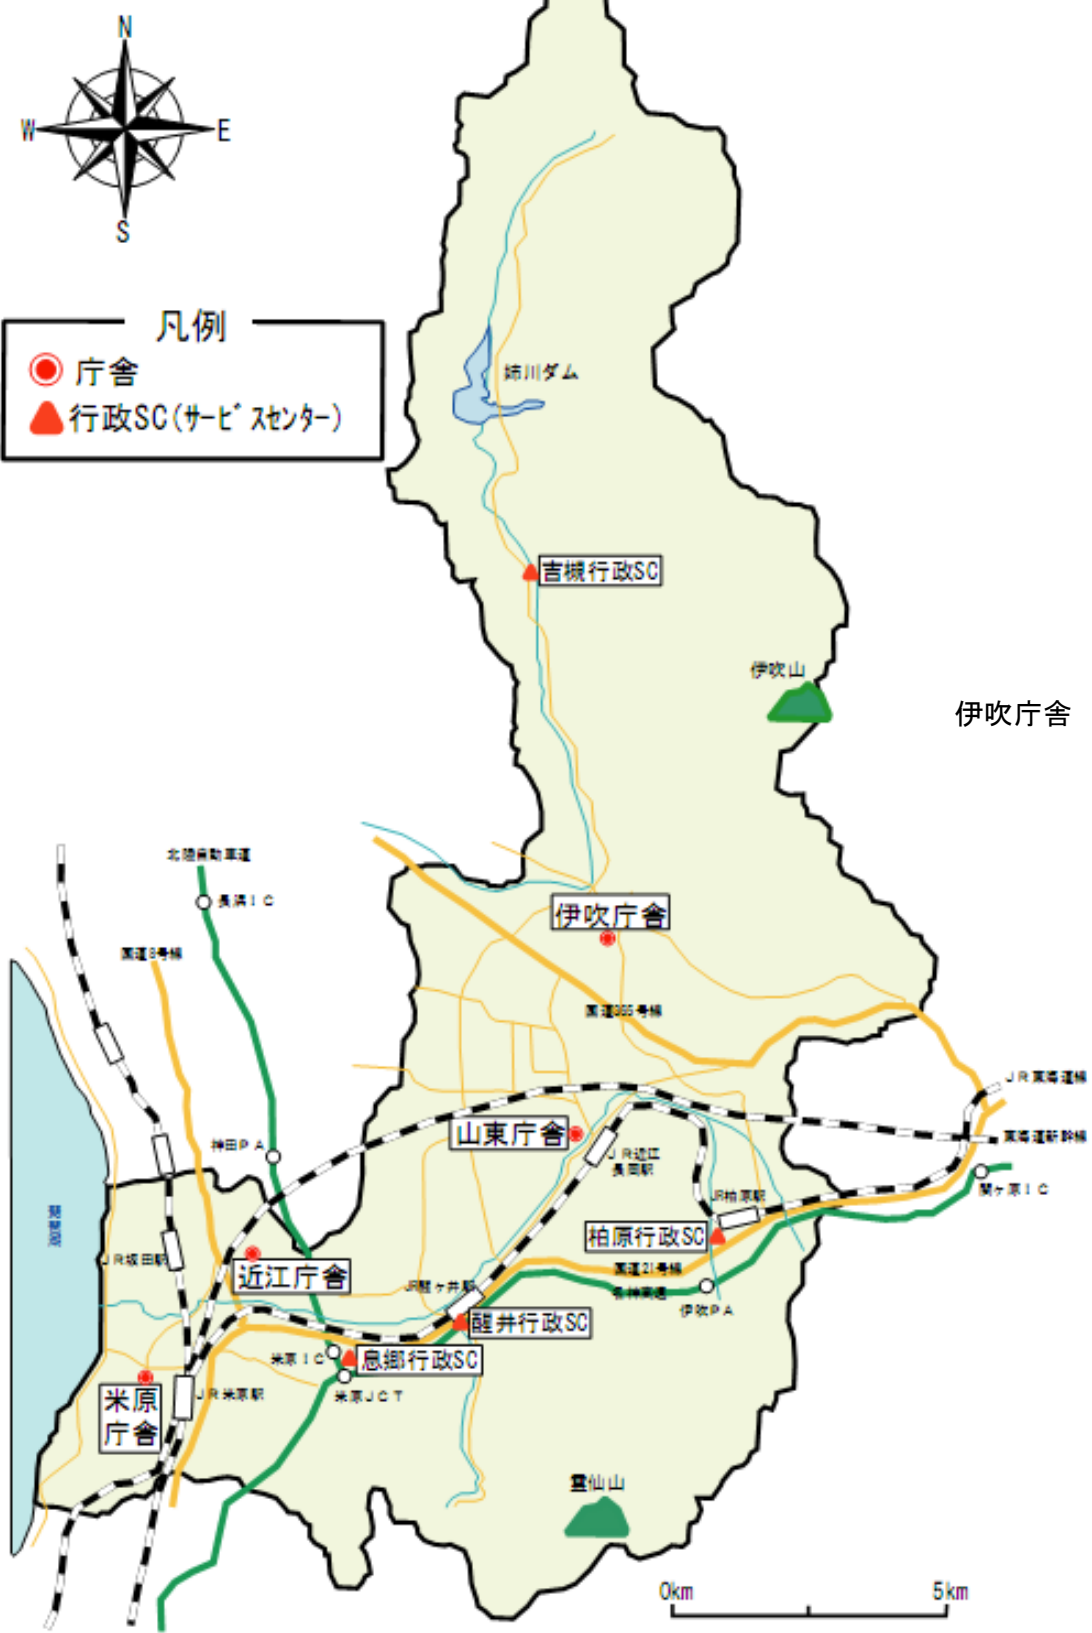 N
W
E
S
凡例
庁舎
行政SC(サービスセンター)
姉川ダム
吉槻行政SC
伊吹山
伊吹庁舎
北陸自動車道
長浜IC
伊吹庁舎
国道8号線
国道365号線
JR東海道線
東海道新幹線
山東庁舎
神田PA
JR近江
長岡駅
関ヶ原IC
JR柏原駅
琵琶湖
柏原行政SC
JR坂田駅
近江庁舎
国道21号線
名神高速
JR醒ヶ井駅
伊吹PA
醒井行政SC
米原IC
息郷行政SC
米原
庁舎
JR米原駅
米原JCT
霊仙山
0km
5km